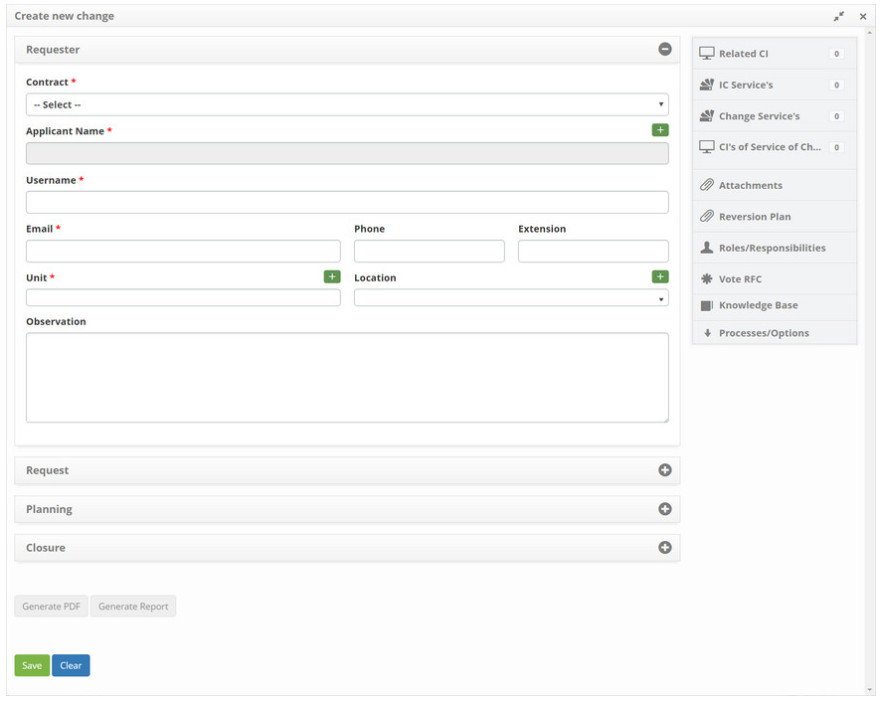 Create new change
Requester
Contract *
-- Select --
Applicant Name *
Username *
Email *
Phone
Extension
Unit *
Location
Observation
Request
Planning
Closure
Generate PDF
Generate Report
Save
Clear
Related CI 0
IC Service's 0
Change Service's 0
CI's of Service of Ch... 0
Attachments
Reversion Plan
Roles/Responsibilities
Vote RFC
Knowledge Base
Processes/Options